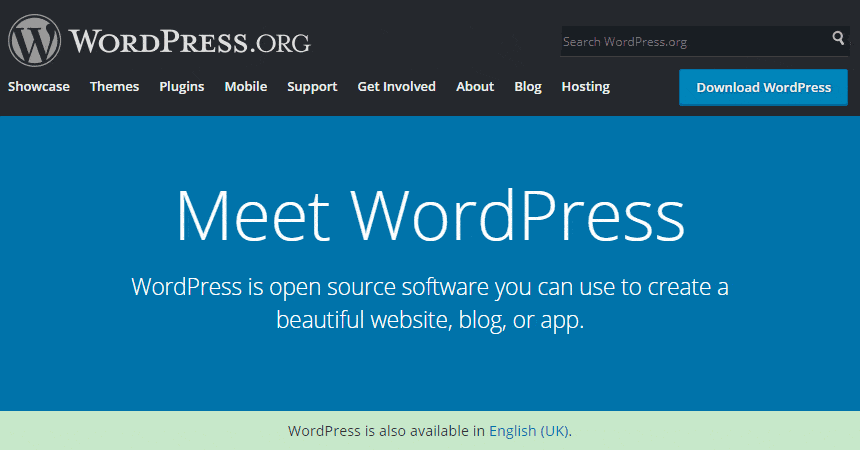 WORDPRESS.ORG
Search WordPress.org
Showcase Themes Plugins Mobile Support Get Involved About Blog Hosting
Download WordPress
Meet WordPress
WordPress is open source software you can use to create a
beautiful website, blog, or app.
WordPress is also available in English (UK).